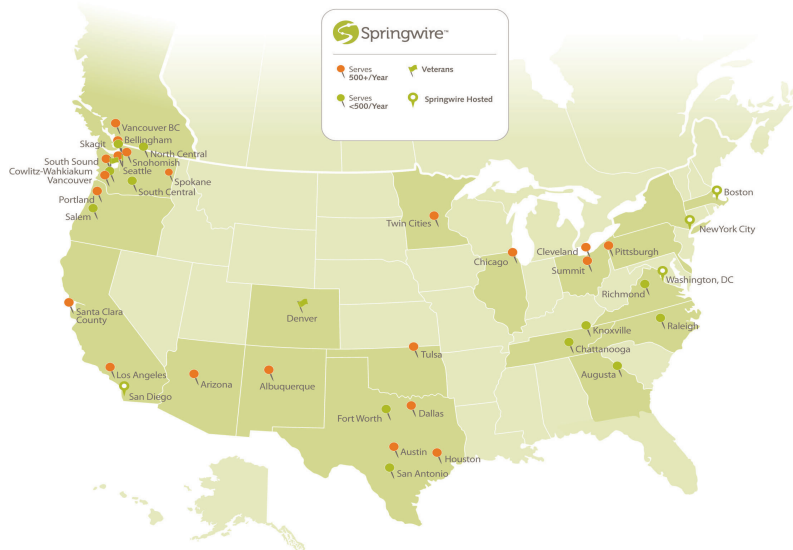 Springwire™
Serves
500+/Year
Veterans
Serves
<500/Year
Springwire Hosted
Vancouver BC
Bellingham
Skagit
North Central
Snohomish
South Sound
Seattle
Cowlitz-Wahkiakum
Vancouver
Spokane
South Central
Portland
Salem
Twin Cities
Boston
NewYork City
Chicago
Cleveland
Pittsburgh
Summit
Washington, DC
Richmond
Santa Clara
County
Denver
Knoxville
Raleigh
Chattanooga
Tulsa
Augusta
Los Angeles
Arizona
Albuquerque
San Diego
Fort Worth
Dallas
Austin
Houston
San Antonio